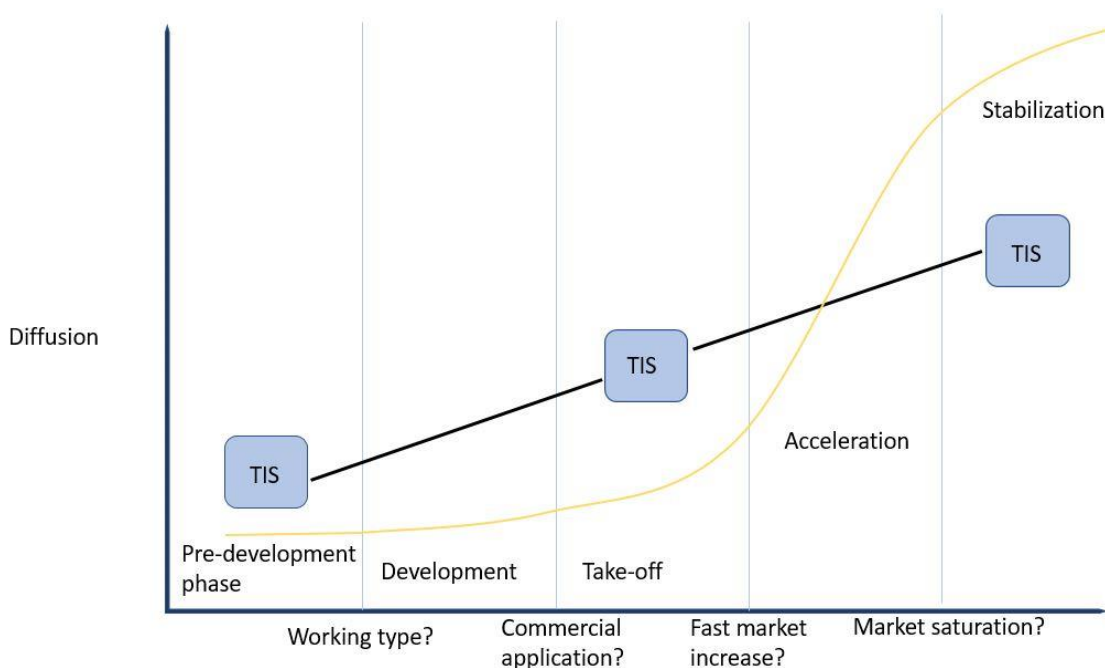 Stabilization
TIS
Diffusion
TIS
Acceleration
TIS
Pre-development
phase
Development
Take-off
Working type?
Commercial
application?
Fast market
increase?
Market saturation?